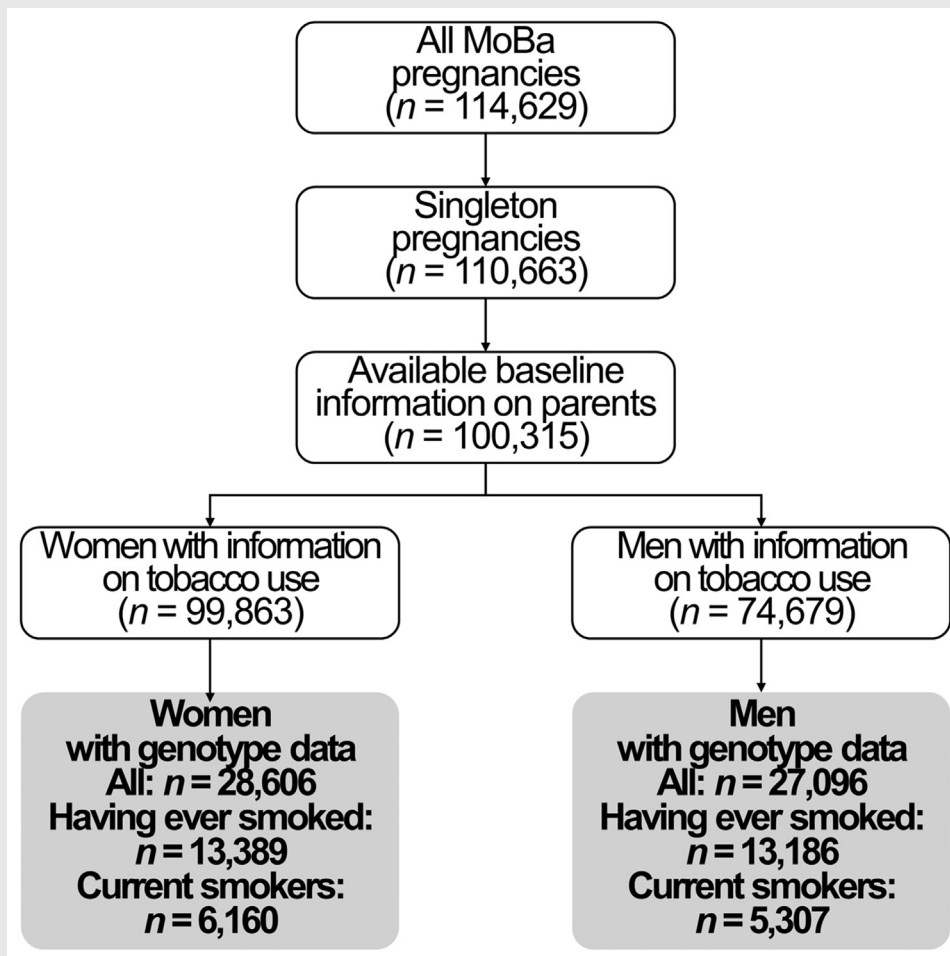 All MoBa
pregnancies
(n = 114,629)
Singleton
pregnancies
(n = 110,663)
Available baseline
information on parents
(n = 100,315)
Women with information
on tobacco use
(n = 99,863)
Men with information
on tobacco use
(n = 74,679)
Women
with genotype data
All: n = 28,606
Having ever smoked:
n = 13,389
Current smokers:
n = 6,160
Men
with genotype data
All: n = 27,096
Having ever smoked:
n = 13,186
Current smokers:
n = 5,307